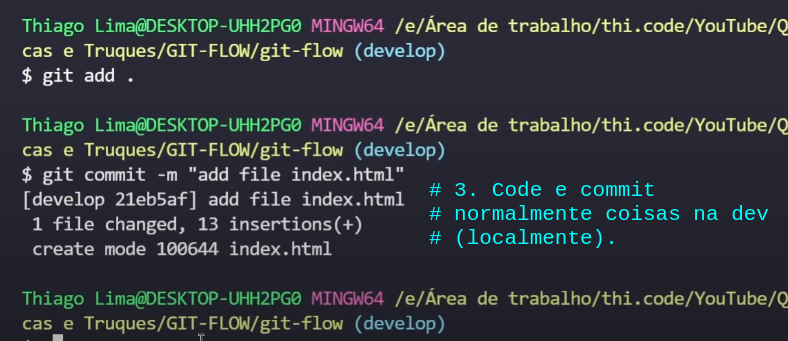 Thiago Lima@DESKTOP-UHH2PG0 MINGW64 /e/Área de trabalho/thi.code/YouTube/Q
cas e Truques/GIT-FLOW/git-flow (develop)
$ git add .
Thiago Lima@DESKTOP-UHH2PG0 MINGW64 /e/Área de trabalho/thi.code/YouTube/Q
cas e Truques/GIT-FLOW/git-flow (develop)
$ git commit -m "add file index.html"
[develop 21eb5af] add file index.html
1 file changed, 13 insertions(+)
create mode 100644 index.html
# 3. Code e commit
# normalmente coisas na dev
# (localmente).
Thiago Lima@DESKTOP-UHH2PG0 MINGW64 /e/Área de trabalho/thi.code/YouTube/Q
cas e Truques/GIT-FLOW/git-flow (develop)